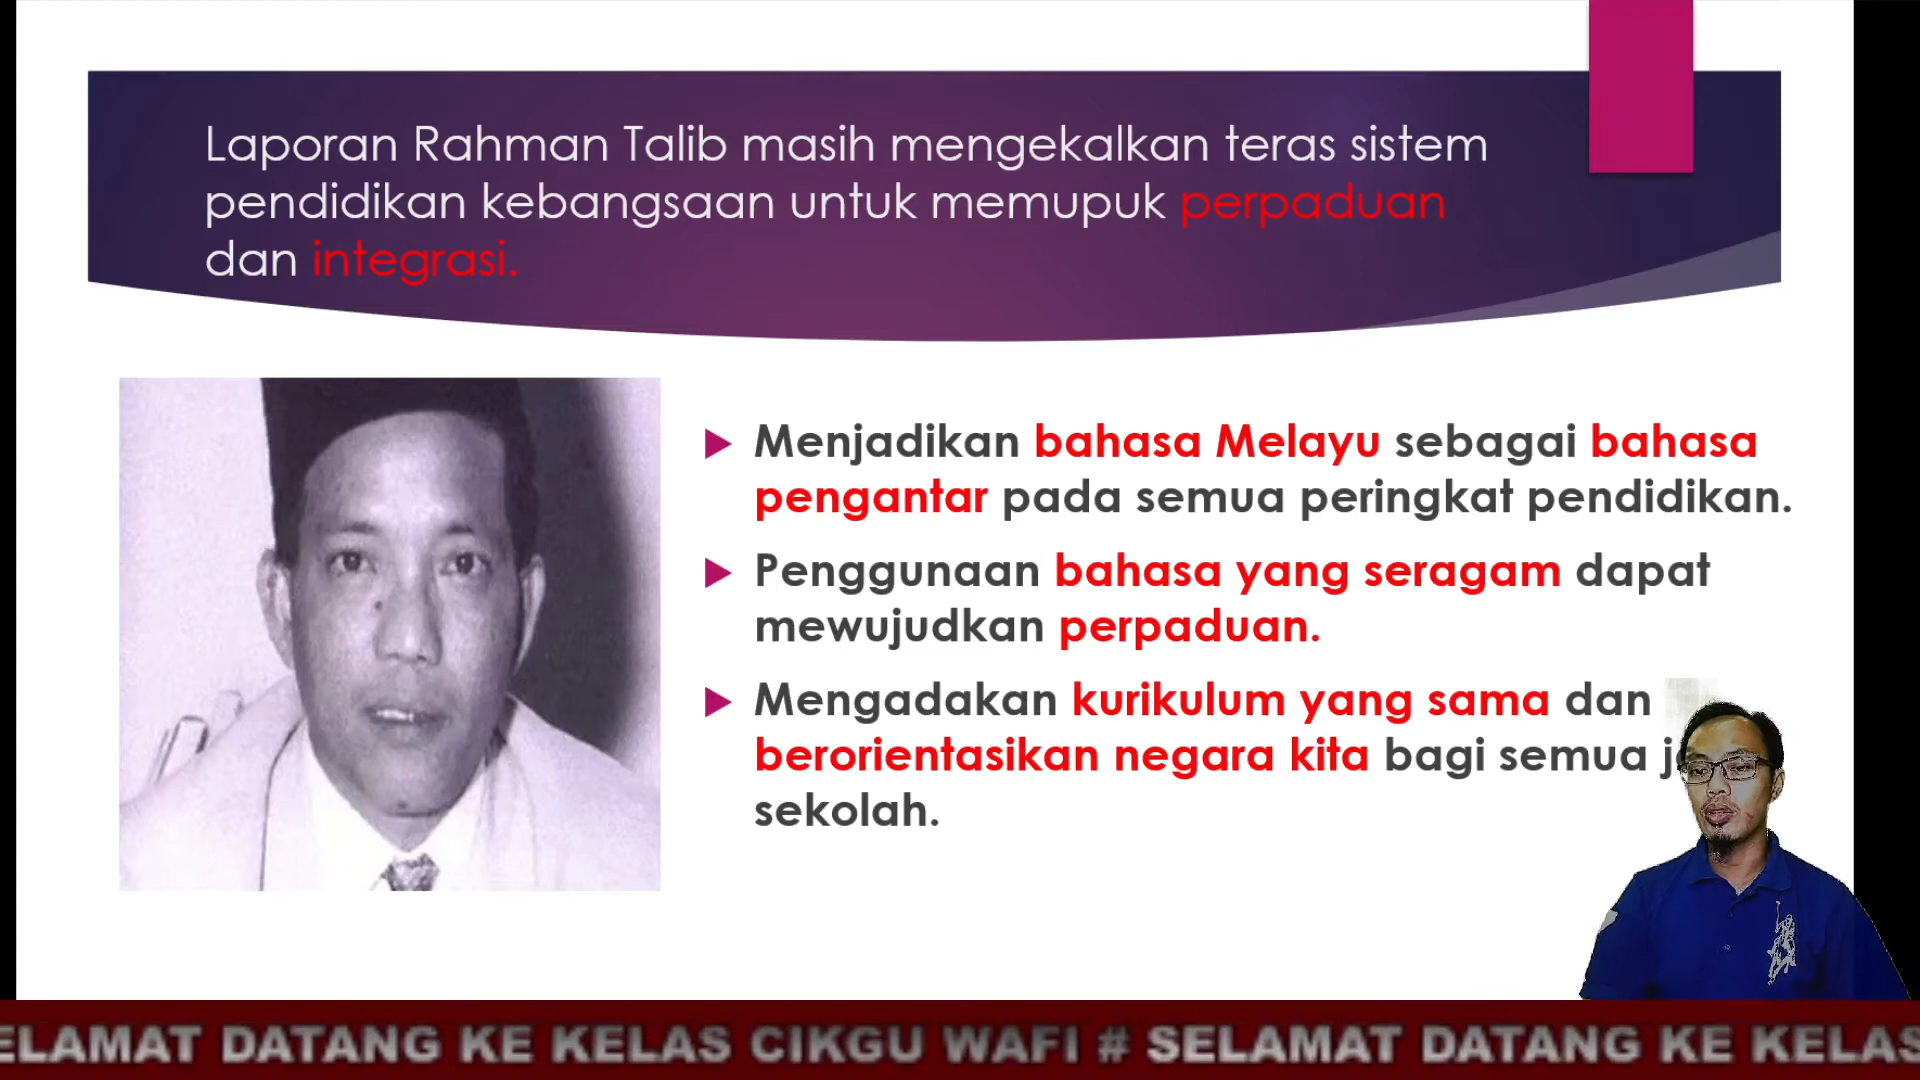 Laporan Rahman Talib masih mengekalkan teras sistem
pendidikan kebangsaan untuk memupuk perpaduan
dan integrasi.
Menjadikan bahasa Melayu sebagai bahasa
pengantar pada semua peringkat pendidikan.
Penggunaan bahasa yang seragam dapat
mewujudkan perpaduan.
Mengadakan kurikulum yang sama dan
berorientasikan negara kita bagi semua
sekolah.
ELAMAT DATANG KE KELAS CIKGU WAFI # SELAMAT DATANG KE KELAS